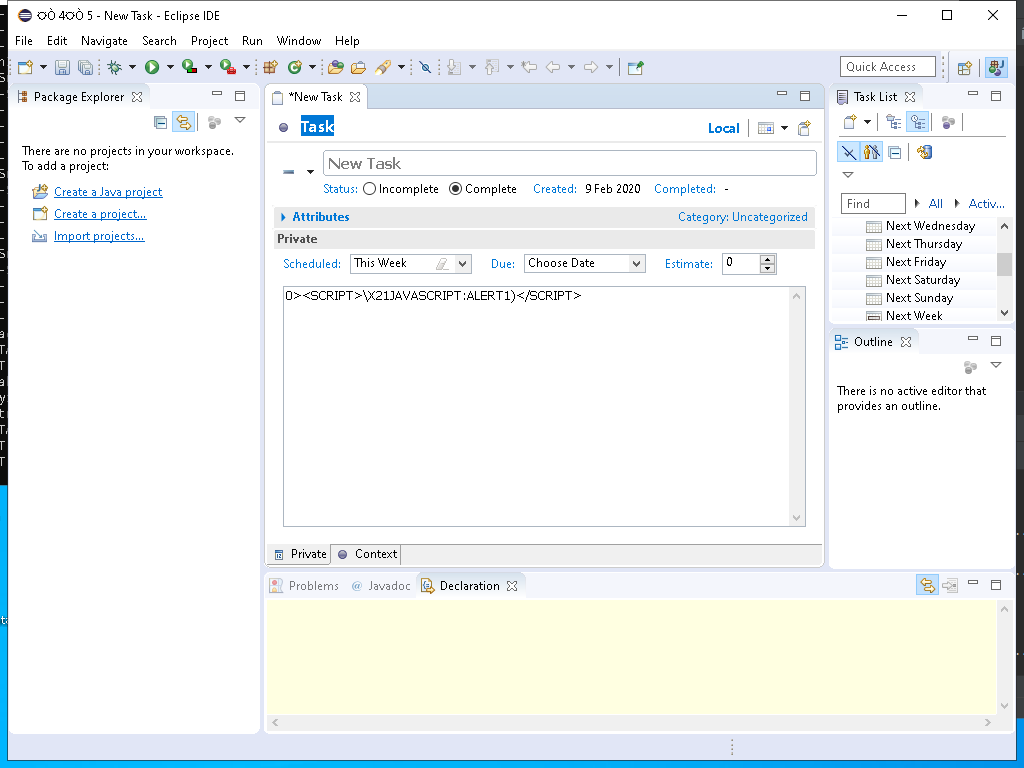 4 5 - New Task - Eclipse IDE
File Edit Navigate Search Project Run Window Help
Quick Access
Package Explorer
There are no projects in your workspace.
To add a project:
Create a Java project
Create a project...
Import projects...
*New Task
Task
Local
New Task
Status: Incomplete Complete Created: 9 Feb 2020 Completed: -
Attributes Category: Uncategorized
Private
Scheduled: This Week Due: Choose Date Estimate: 0
0><SCRIPT>\X21JAVASCRIPT:ALERT1)</SCRIPT>
Private Context
Problems @ Javadoc Declaration
Task List
Find All Activ...
Next Wednesday
Next Thursday
Next Friday
Next Saturday
Next Sunday
Next Week
Outline
There is no active editor that
provides an outline.